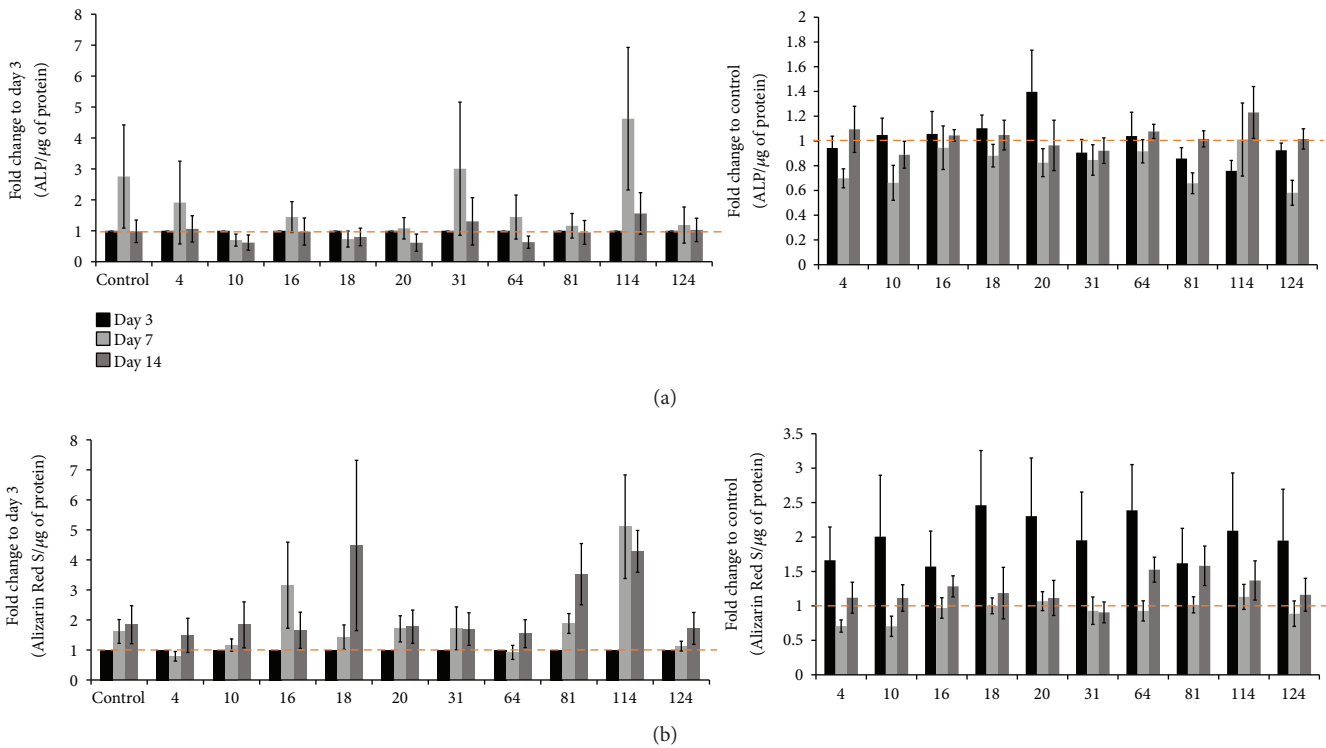 Fold change to day 3
(ALP/μg of protein)
8
7
6
5
4
3
2
1
0
Control 4 10 16 18 20 31 64 81 114 124
Day 3
Day 7
Day 14
Fold change to control
(ALP/μg of protein)
2
1.8
1.6
1.4
1.2
1
0.8
0.6
0.4
0.2
0
4 10 16 18 20 31 64 81 114 124
(a)
Fold change to day 3
(Alizarin Red S/μg of protein)
8
7
6
5
4
3
2
1
0
Control 4 10 16 18 20 31 64 81 114 124
Fold change to control
(Alizarin Red S/μg of protein)
3.5
3
2.5
2
1.5
1
0.5
0
4 10 16 18 20 31 64 81 114 124
(b)